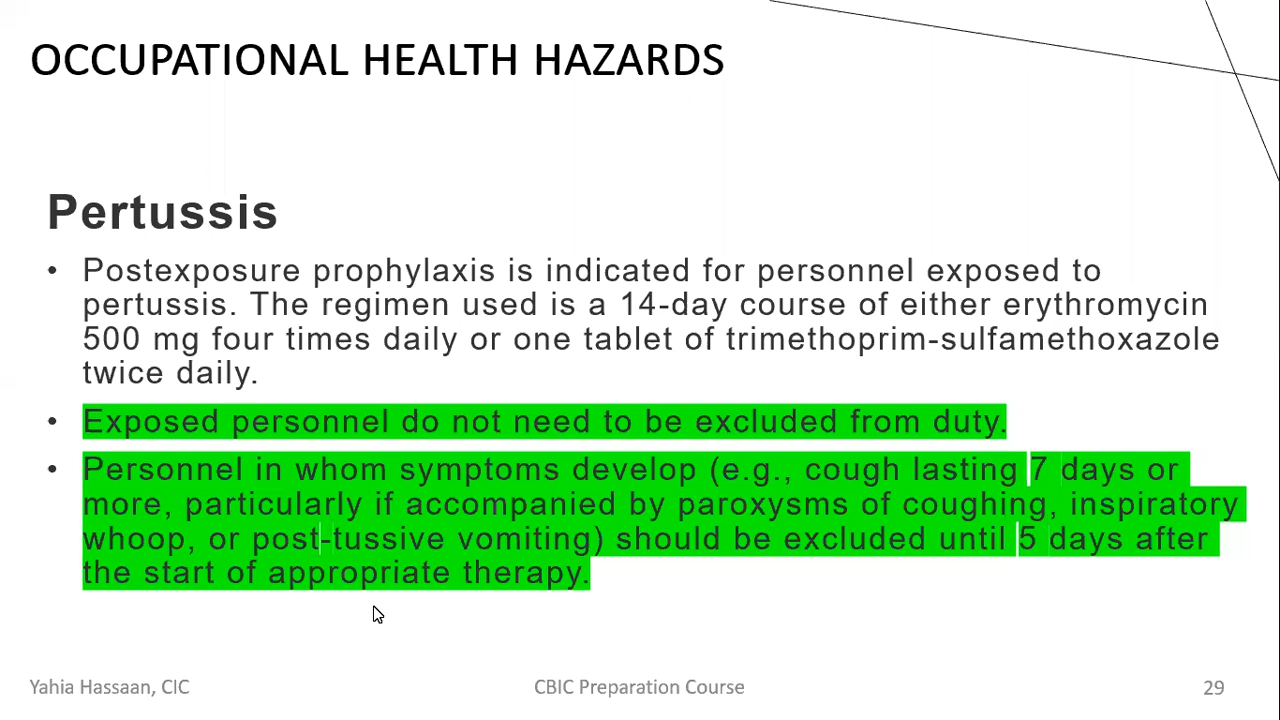 OCCUPATIONAL HEALTH HAZARDS
Pertussis
• Postexposure prophylaxis is indicated for personnel exposed to
pertussis. The regimen used is a 14-day course of either erythromycin
500 mg four times daily or one tablet of trimethoprim-sulfamethoxazole
twice daily.
• Exposed personnel do not need to be excluded from duty.
• Personnel in whom symptoms develop (e.g., cough lasting 7 days or
more, particularly if accompanied by paroxysms of coughing, inspiratory
whoop, or post-tussive vomiting) should be excluded until 5 days after
the start of appropriate therapy.
Yahia Hassaan, CIC
CBIC Preparation Course
29